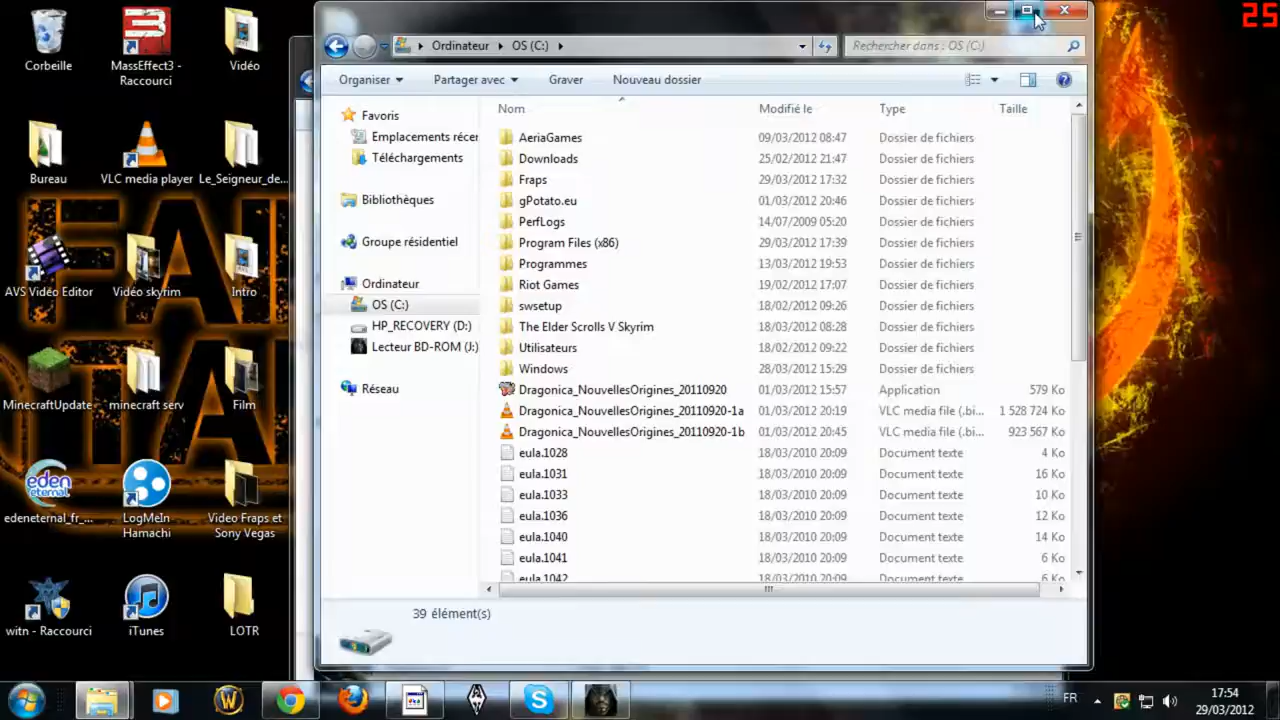 25
Corbeille
MassEffect3 -
Raccourci
Vidéo
Bureau
VLC media player
Le_Seigneur_de...
AVS Vidéo Editor
Vidéo skyrim
Intro
MinecraftUpdate
minecraft serv
Film
eden
eternal
edeneternal_fr_...
LogMeIn
Hamachi
Video Fraps et
Sony Vegas
witn - Raccourci
iTunes
LOTR
Ordinateur
OS (C:)
Rechercher dans : OS (C:)
Organiser
Partager avec
Graver
Nouveau dossier
Favoris
Emplacements récen
Téléchargements
Bibliothèques
Groupe résidentiel
Ordinateur
OS (C:)
HP_RECOVERY (D:)
Lecteur BD-ROM (J:)
Réseau
Nom Modifié le Type Taille
AeriaGames 09/03/2012 08:47 Dossier de fichiers
Downloads 25/02/2012 21:47 Dossier de fichiers
Fraps 29/03/2012 17:32 Dossier de fichiers
gPotato.eu 01/03/2012 20:46 Dossier de fichiers
PerfLogs 14/07/2009 05:20 Dossier de fichiers
Program Files (x86) 29/03/2012 17:39 Dossier de fichiers
Programmes 13/03/2012 19:53 Dossier de fichiers
Riot Games 19/02/2012 17:07 Dossier de fichiers
swsetup 18/02/2012 09:26 Dossier de fichiers
The Elder Scrolls V Skyrim 18/03/2012 08:28 Dossier de fichiers
Utilisateurs 18/02/2012 09:22 Dossier de fichiers
Windows 28/03/2012 15:29 Dossier de fichiers
Dragonica_NouvellesOrigines_20110920 01/03/2012 15:57 Application 579 Ko
Dragonica_NouvellesOrigines_20110920-1a 01/03/2012 20:19 VLC media file (.bi... 1 528 724 Ko
Dragonica_NouvellesOrigines_20110920-1b 01/03/2012 20:45 VLC media file (.bi... 923 567 Ko
eula.1028 18/03/2010 20:09 Document texte 4 Ko
eula.1031 18/03/2010 20:09 Document texte 16 Ko
eula.1033 18/03/2010 20:09 Document texte 10 Ko
eula.1036 18/03/2010 20:09 Document texte 12 Ko
eula.1040 18/03/2010 20:09 Document texte 14 Ko
eula.1041 18/03/2010 20:09 Document texte 6 Ko
eula.1042 18/03/2010 20:09 Document texte 6 Ko
39 élément(s)
FR
17:54
29/03/2012